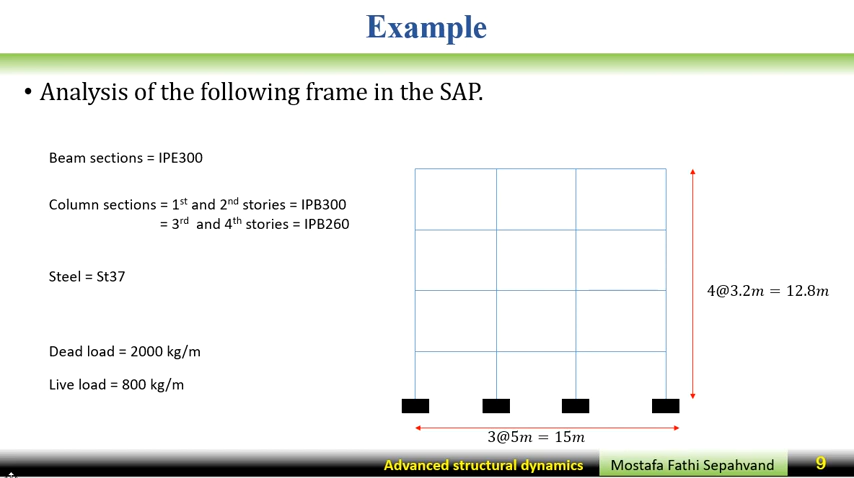 Example
• Analysis of the following frame in the SAP.
Beam sections = IPE300
Column sections = 1st and 2nd stories = IPB300
= 3rd and 4th stories = IPB260
Steel = St37
4@3.2m = 12.8m
Dead load = 2000 kg/m
Live load = 800 kg/m
3@5m = 15m
Advanced structural dynamics
Mostafa Fathi Sepahvand
9